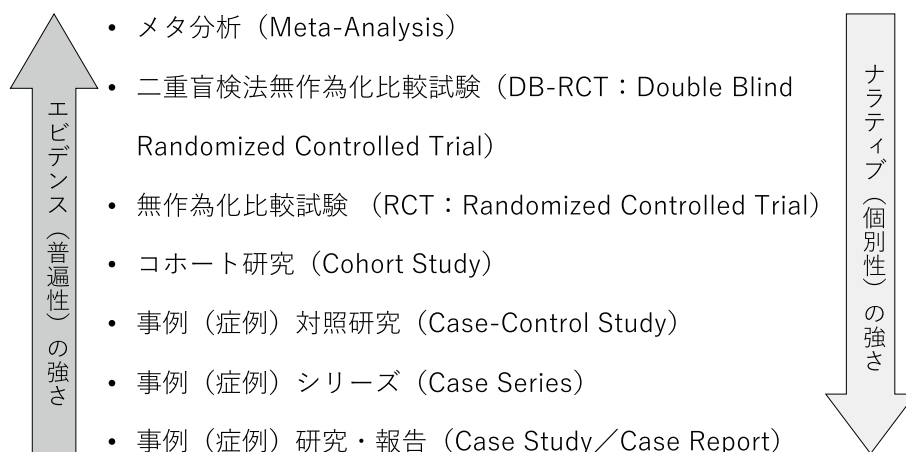 エビデンス（普遍性）の強さ
• メタ分析（Meta-Analysis）
• 二重盲検法無作為化比較試験（DB-RCT：Double Blind
Randomized Controlled Trial）
• 無作為化比較試験 （RCT：Randomized Controlled Trial）
• コホート研究（Cohort Study）
• 事例（症例）対照研究（Case-Control Study）
• 事例（症例）シリーズ（Case Series）
• 事例（症例）研究・報告（Case Study／Case Report）
ナラティブ（個別性）の強さ